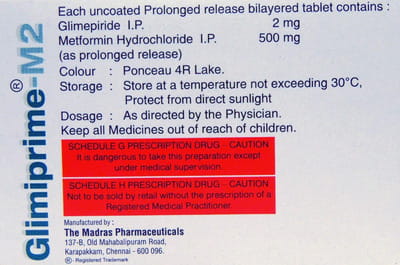 Glimiprime-M2®
Each uncoated Prolonged release bilayered tablet contains :
Glimepiride I.P. 2 mg
Metformin Hydrochloride I.P. 500 mg
(as prolonged release)
Colour : Ponceau 4R Lake.
Storage : Store at a temperature not exceeding 30°C,
Protect from direct sunlight
Dosage : As directed by the Physician.
Keep all Medicines out of reach of children.
SCHEDULE G PRESCRIPTION DRUG – CAUTION
It is dangerous to take this preparation except
under medical supervision.
SCHEDULE H PRESCRIPTION DRUG – CAUTION
Not to be sold by retail without the prescription of a
Registered Medical Practitioner.
Manufactured by :
The Madras Pharmaceuticals
137-B, Old Mahabalipuram Road,
Karapakkam, Chennai - 600 096.
® - Registered Trademark